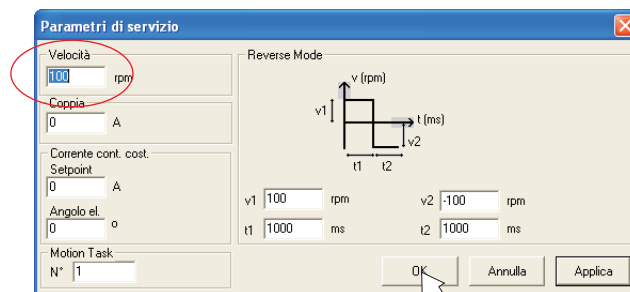 Parametri di servizio
Velocità
100 rpm
Coppia
0 A
Corrente cont. cost.
Setpoint
0 A
Angolo el.
0 o
Motion Task
N° 1
Reverse Mode
v (rpm)
v1
t (ms)
v2
t1 t2
v1 100 rpm v2 -100 rpm
t1 1000 ms t2 1000 ms
OK Annulla Applica